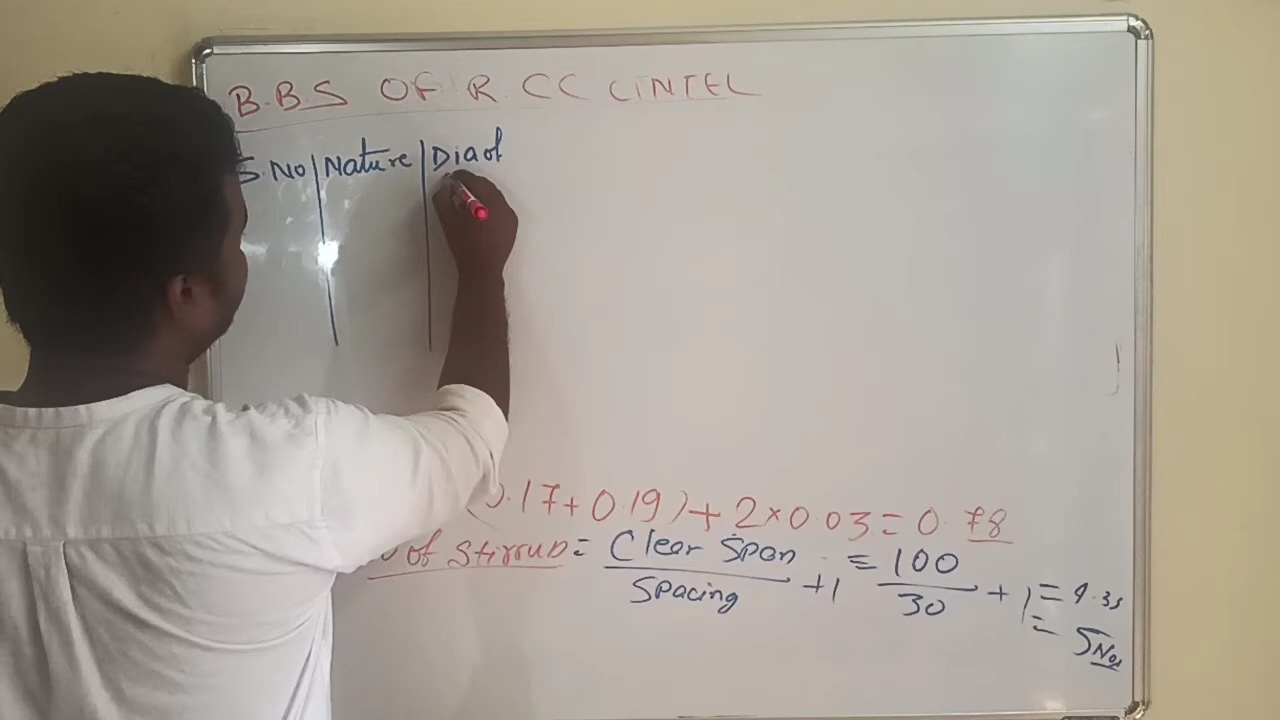 B.B.S OF R.CC LINTEL
S.No Nature Dia of
0.17+0.19)+2×0.03=0.78
of Stirrup= Clear Span / Spacing +1 = 100 / 30 + 1 = 4.33
= 5 Nos